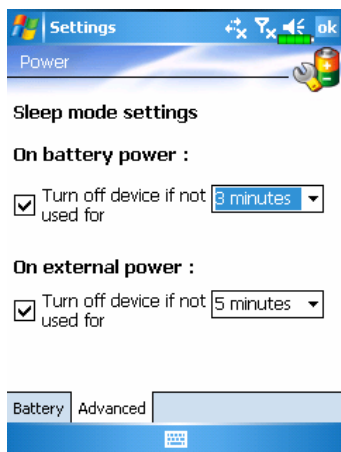 Settings
ok
Power
Sleep mode settings
On battery power :
Turn off device if not
used for
3 minutes
On external power :
Turn off device if not
used for
5 minutes
Battery
Advanced